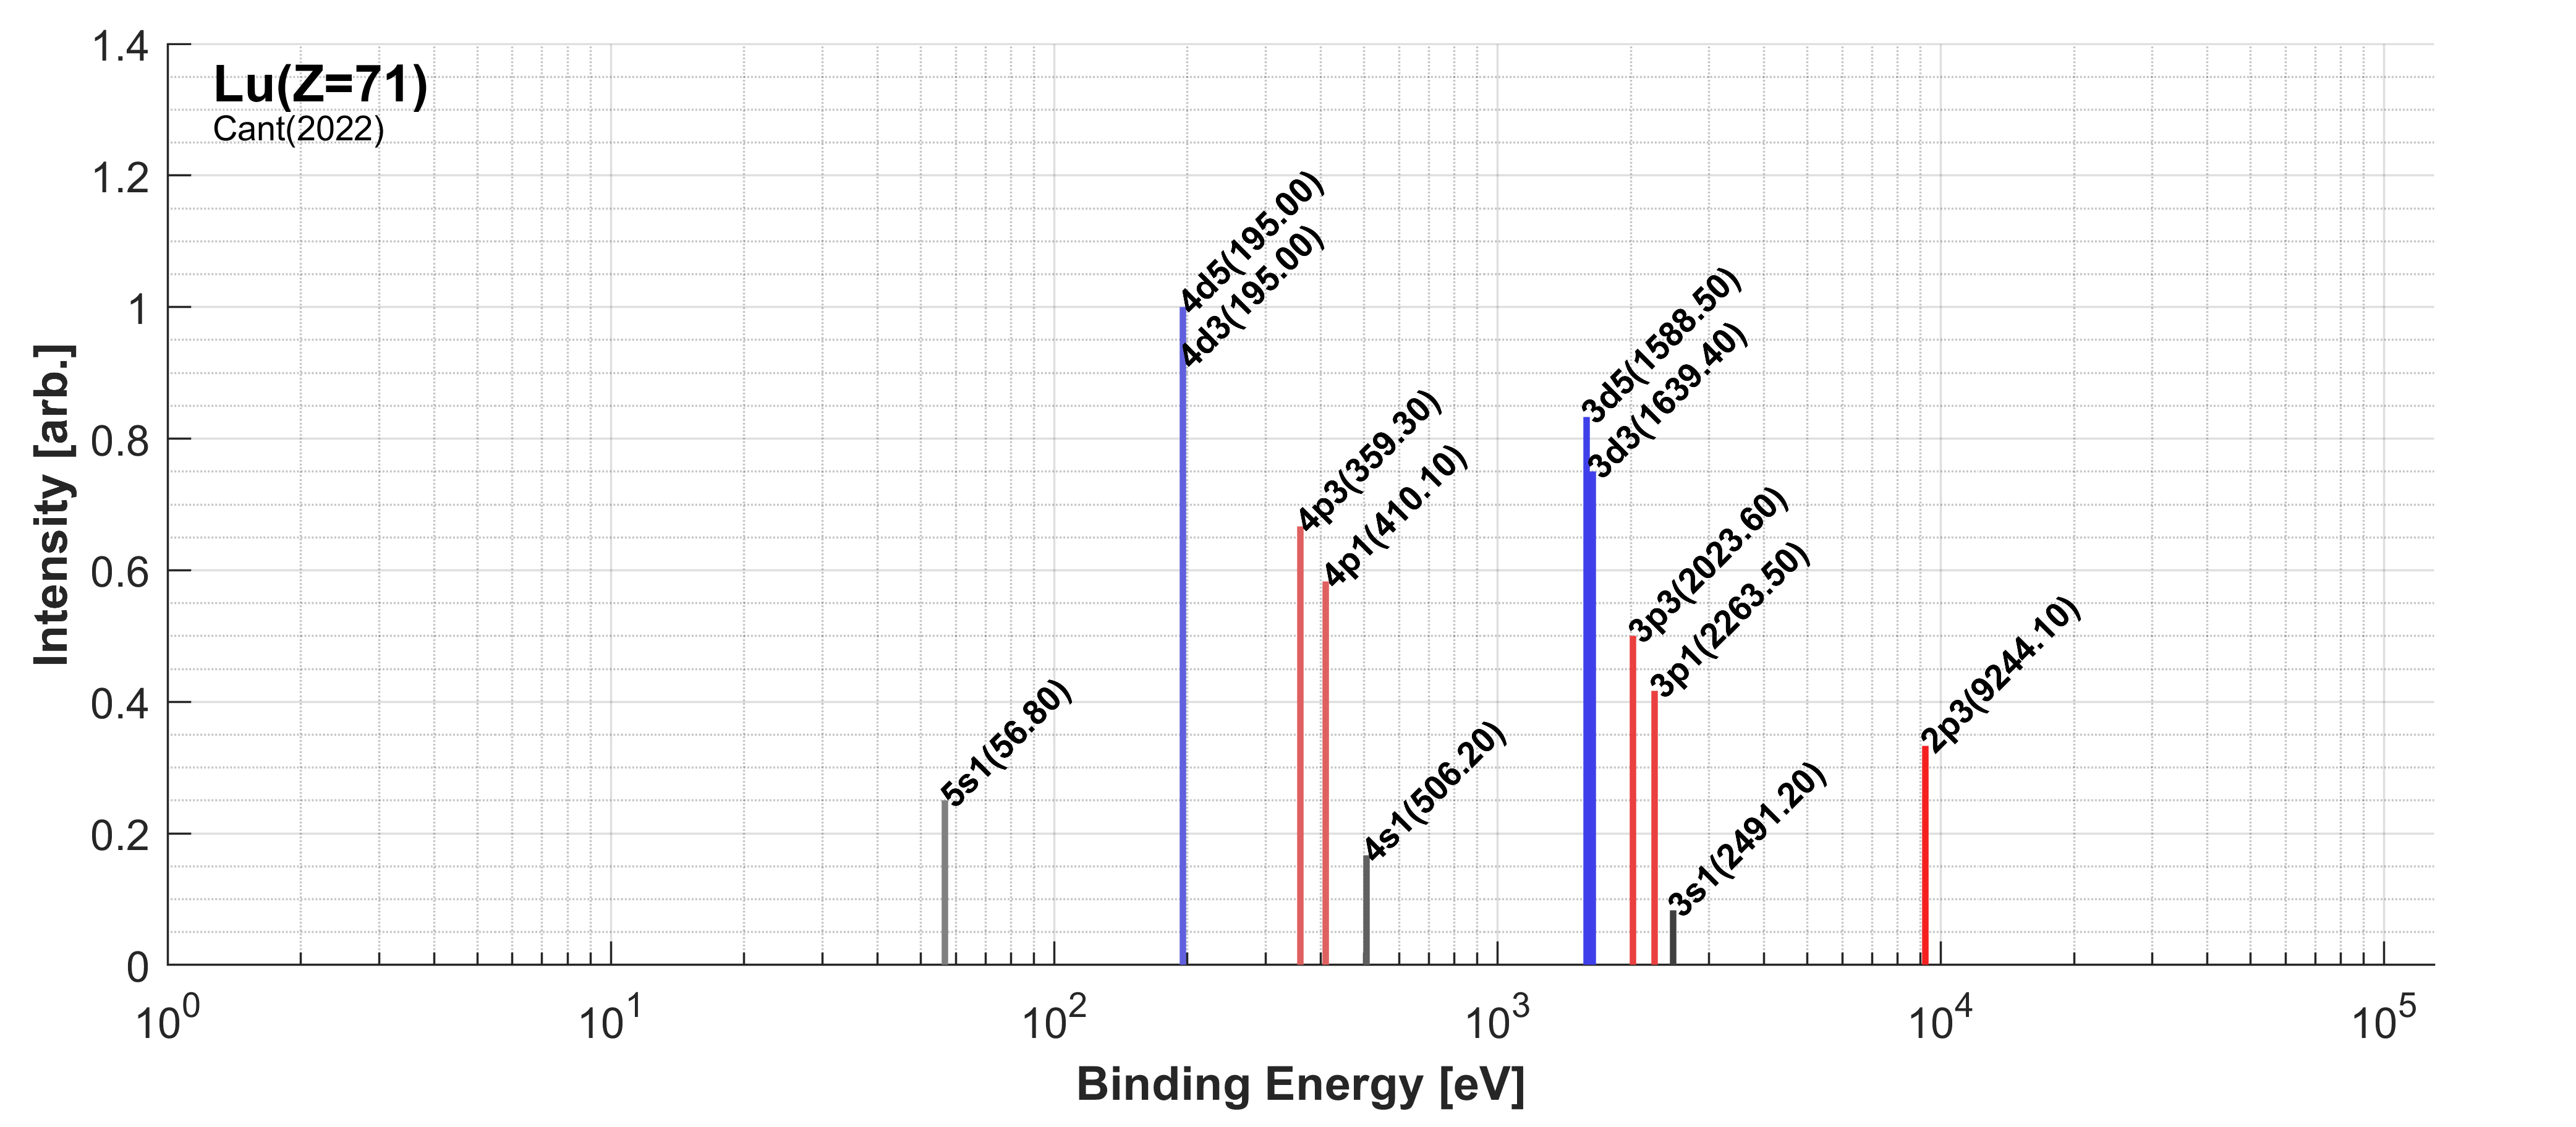 Lu(Z=71)
Cant(2022)
Intensity [arb.]
1.4
1.2
1
0.8
0.6
0.4
0.2
0
5s1(56.80)
4d5(195.00)
4d3(195.00)
4p3(359.30)
4p1(410.10)
4s1(506.20)
3d5(1588.50)
3d3(1639.40)
3p3(2023.60)
3p1(2263.50)
3s1(2491.20)
2p3(9244.10)
10^0 10^1 10^2 10^3 10^4 10^5
Binding Energy [eV]